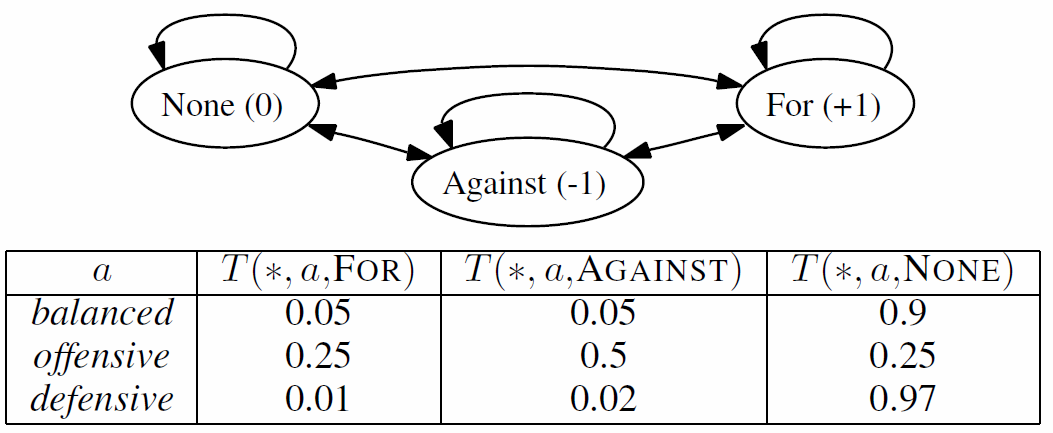 None (0)
For (+1)
Against (-1)
a T(∗, a,FOR) T(∗, a,AGAINST) T(∗, a,NONE)
balanced 0.05 0.05 0.9
offensive 0.25 0.5 0.25
defensive 0.01 0.02 0.97